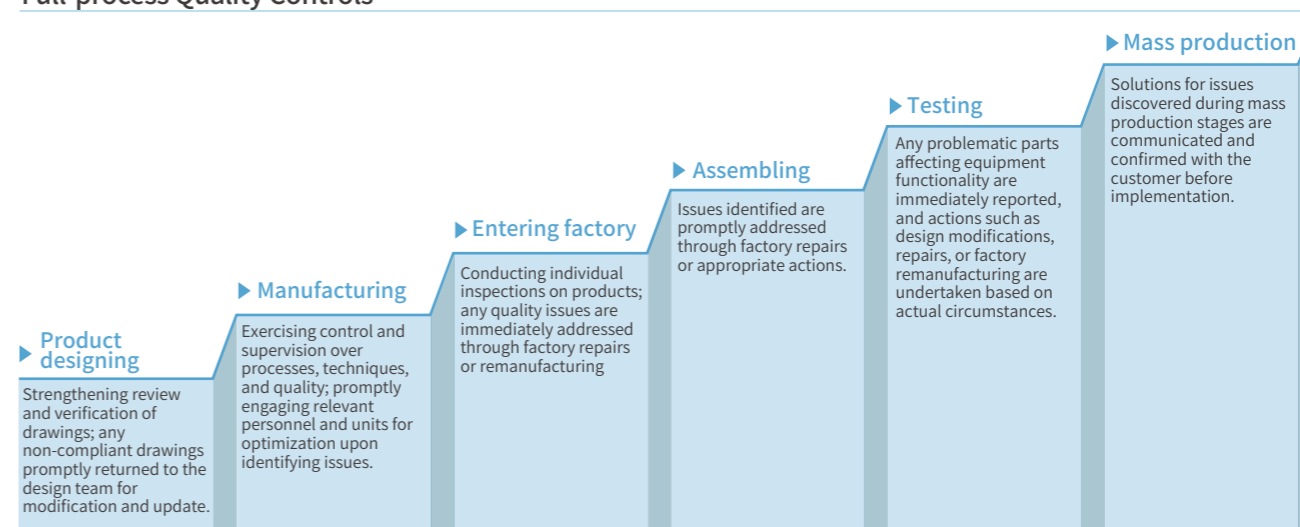 Full-process Quality Controls
Product
designing
Strengthening review
and verification of
drawings; any
non-compliant drawings
promptly returned to the
design team for
modification and update.
Manufacturing
Exercising control and
supervision over
processes, techniques,
and quality; promptly
engaging relevant
personnel and units for
optimization upon
identifying issues.
Entering factory
Conducting individual
inspections on products;
any quality issues are
immediately addressed
through factory repairs
or remanufacturing
Assembling
Issues identified are
promptly addressed
through factory repairs
or appropriate actions.
Testing
Any problematic parts
affecting equipment
functionality are
immediately reported,
and actions such as
design modifications,
repairs, or factory
remanufacturing are
undertaken based on
actual circumstances.
Mass production
Solutions for issues
discovered during mass
production stages are
communicated and
confirmed with the
customer before
implementation.